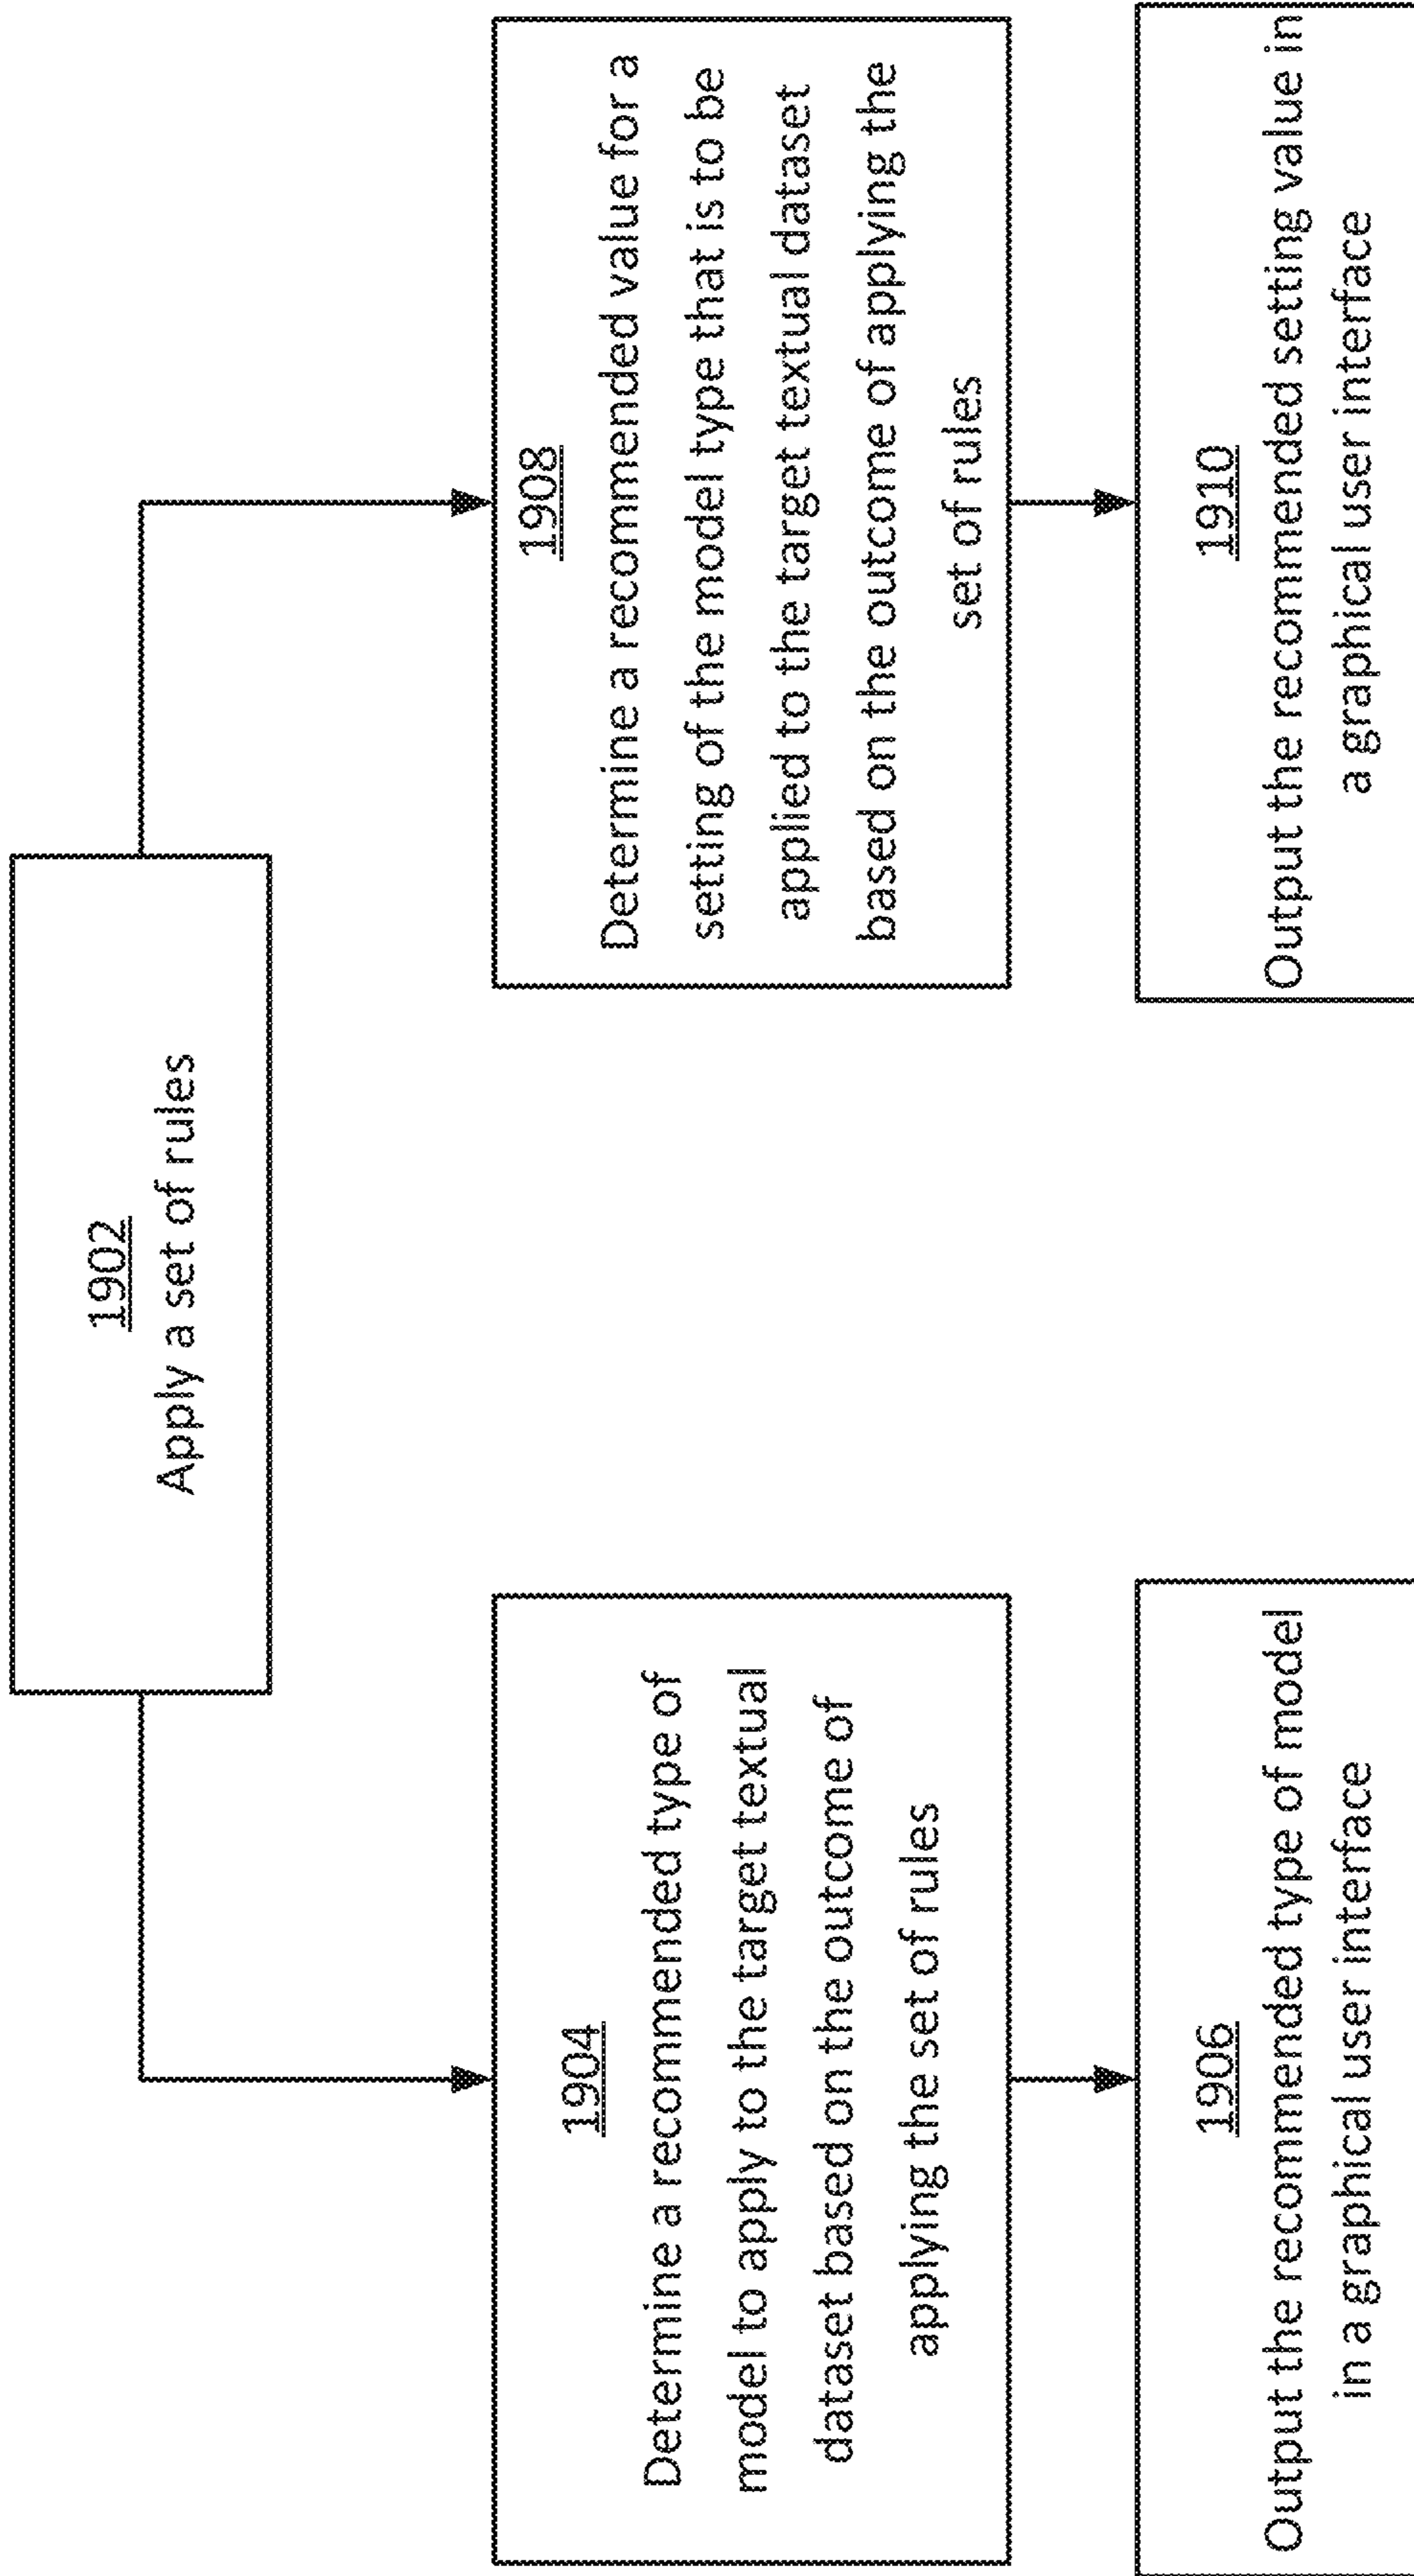 1902
Apply a set of rules
1904
Determine a recommended type of
model to apply to the target textual
dataset based on the outcome of
applying the set of rules
1906
Output the recommended type of model
in a graphical user interface
1908
Determine a recommended value for a
setting of the model type that is to be
applied to the target textual dataset
based on the outcome of applying the
set of rules
1910
Output the recommended setting value in
a graphical user interface